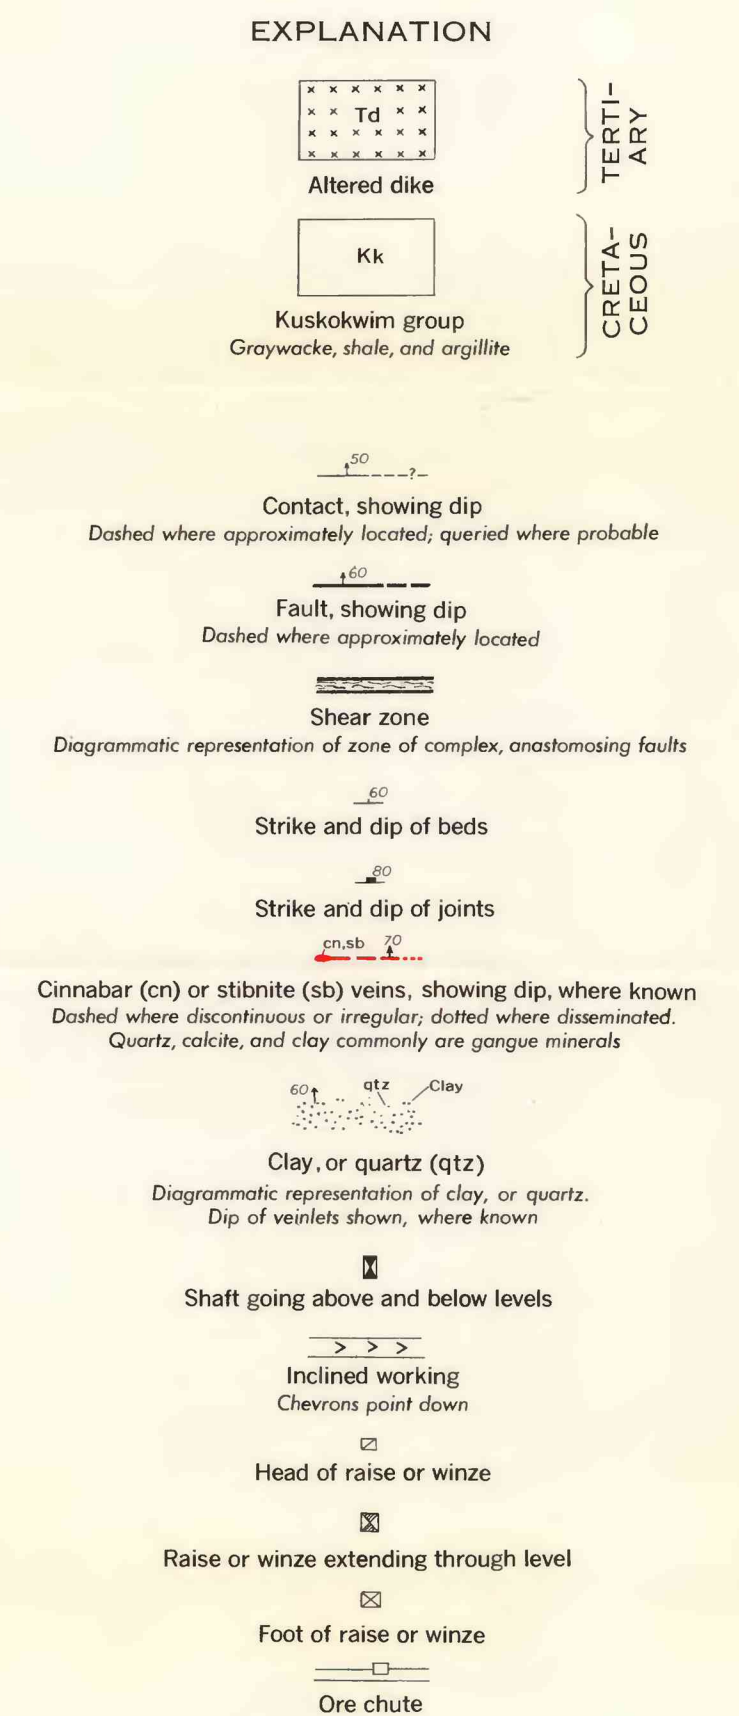 EXPLANATION
Td
Altered dike
TERTI-
ARY
Kk
Kuskokwim group
Graywacke, shale, and argillite
CRETA-
CEOUS
50
?
Contact, showing dip
Dashed where approximately located; queried where probable
60
Fault, showing dip
Dashed where approximately located
Shear zone
Diagrammatic representation of zone of complex, anastomosing faults
60
Strike and dip of beds
80
Strike and dip of joints
cn,sb 70
Cinnabar (cn) or stibnite (sb) veins, showing dip, where known
Dashed where discontinuous or irregular; dotted where disseminated.
Quartz, calcite, and clay commonly are gangue minerals
60 qtz Clay
Clay, or quartz (qtz)
Diagrammatic representation of clay, or quartz.
Dip of veinlets shown, where known
Shaft going above and below levels
Inclined working
Chevrons point down
Head of raise or winze
Raise or winze extending through level
Foot of raise or winze
Ore chute